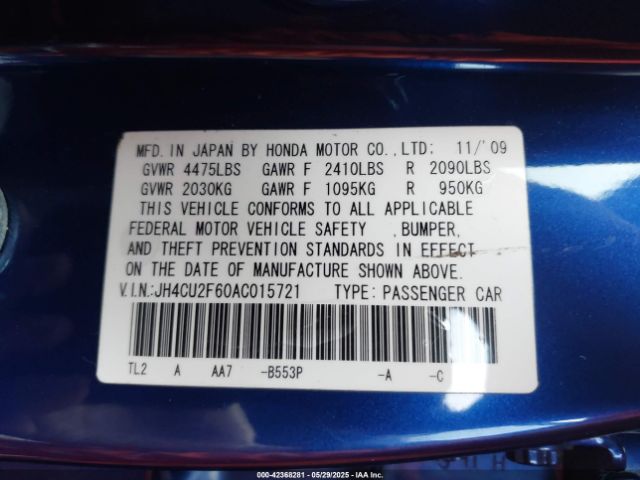 MFD. IN JAPAN BY HONDA MOTOR CO.,LTD: 11/'09
GVWR 4475LBS GAWR F 2410LBS R 2090LBS
GVWR 2030KG GAWR F 1095KG R 950KG
THIS VEHICLE CONFORMS TO ALL APPLICABLE
FEDERAL MOTOR VEHICLE SAFETY ,BUMPER,
AND THEFT PREVENTION STANDARDS IN EFFECT
ON THE DATE OF MANUFACTURE SHOWN ABOVE.
V.I.N:JH4CU2F60AC015721 TYPE: PASSENGER CAR
TL2 A AA7 -B553P -A -C
000-42368281 - 05/29/2025 - IAA Inc.